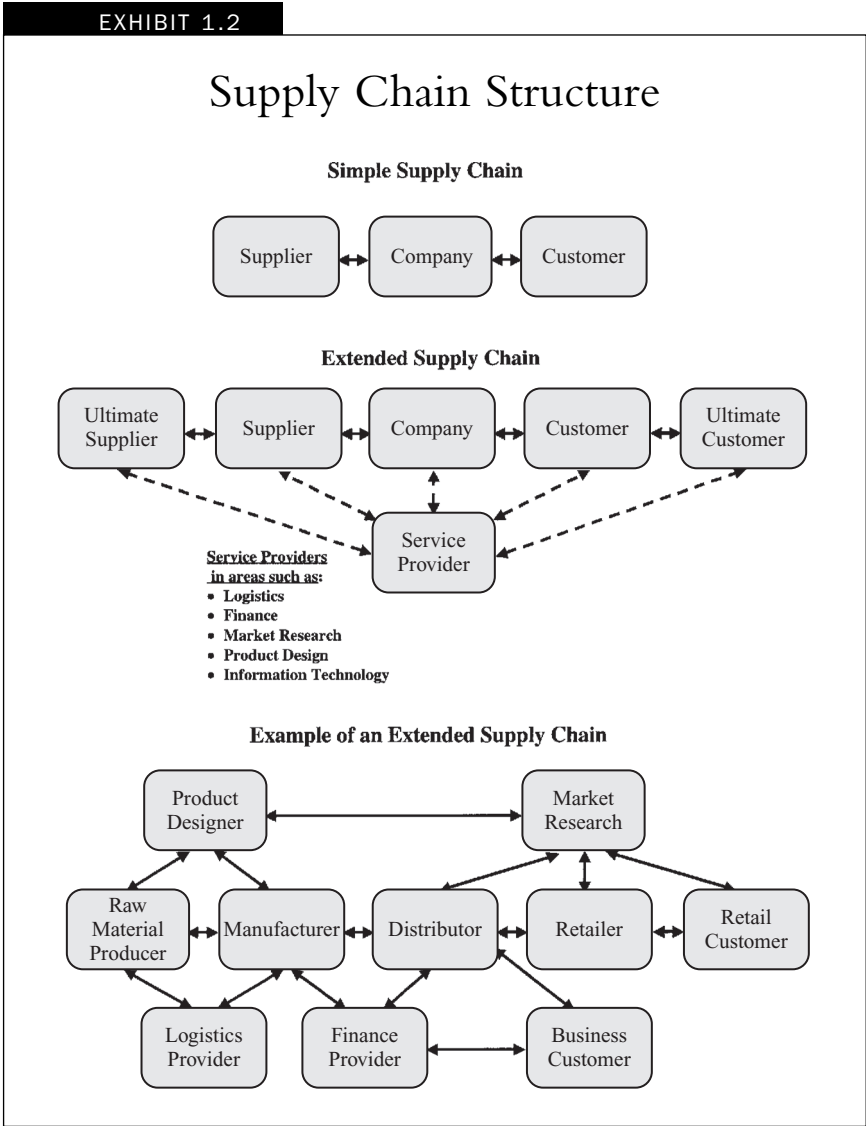 EXHIBIT 1.2
Supply Chain Structure
Simple Supply Chain
Supplier
Company
Customer
Extended Supply Chain
Ultimate
Supplier
Supplier
Company
Customer
Ultimate
Customer
Service
Provider
Service Providers
in areas such as:
• Logistics
• Finance
• Market Research
• Product Design
• Information Technology
Example of an Extended Supply Chain
Product
Designer
Market
Research
Raw
Material
Producer
Manufacturer
Distributor
Retailer
Retail
Customer
Logistics
Provider
Finance
Provider
Business
Customer